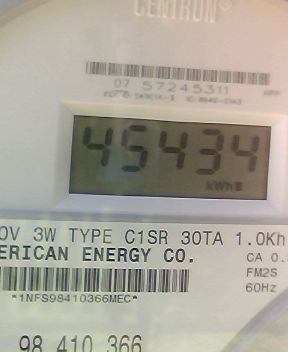 CENTRON®
07 57245311
45434
kWh
0V 3W TYPE C1SR 30TA 1.0Kh
ERICAN ENERGY CO.
CA 0.
FM2S
*1NFS98410366MEC*
60Hz
98 410 366